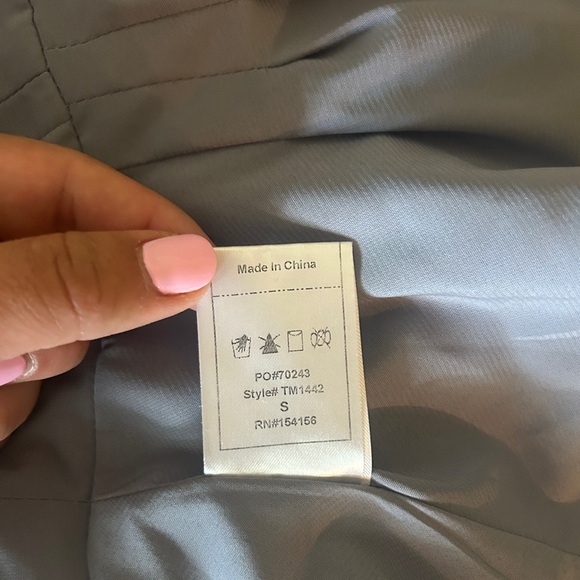 Made in China
PO#70243
Style# TM1442
S
RN#154156